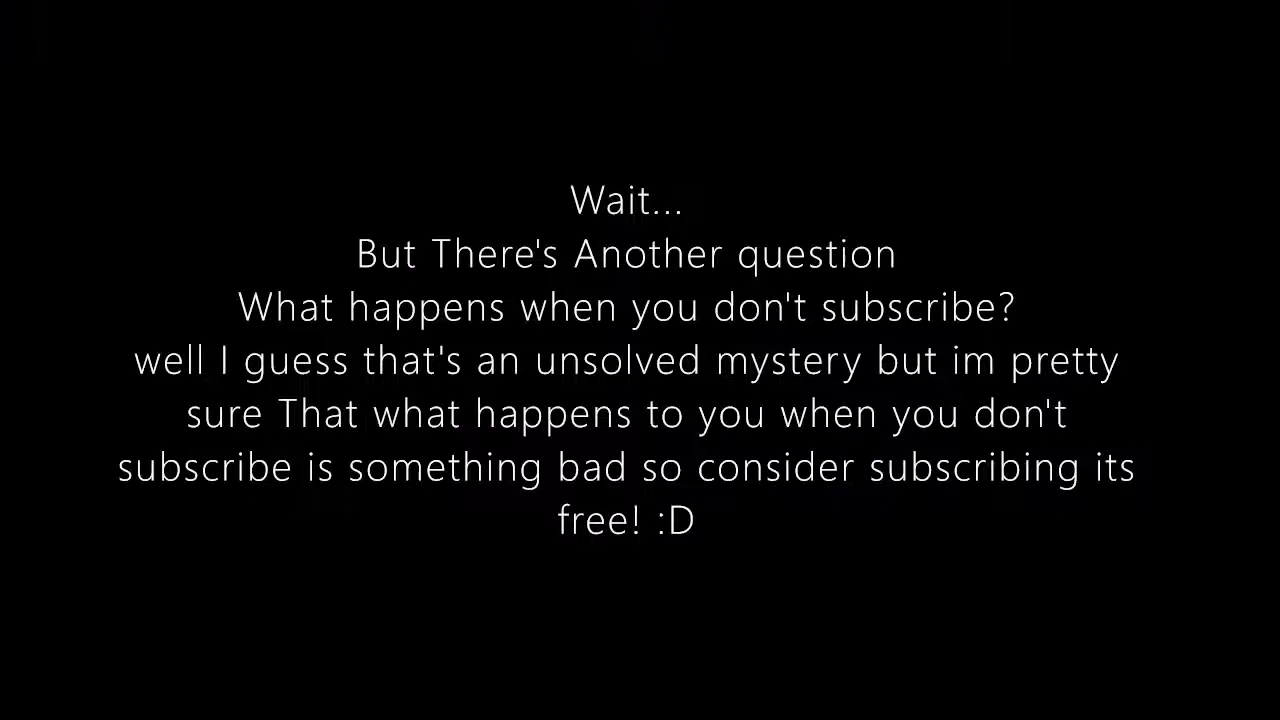 Wait...
But There's Another question
What happens when you don't subscribe?
well I guess that's an unsolved mystery but im pretty
sure That what happens to you when you don't
subscribe is something bad so consider subscribing its
free! :D